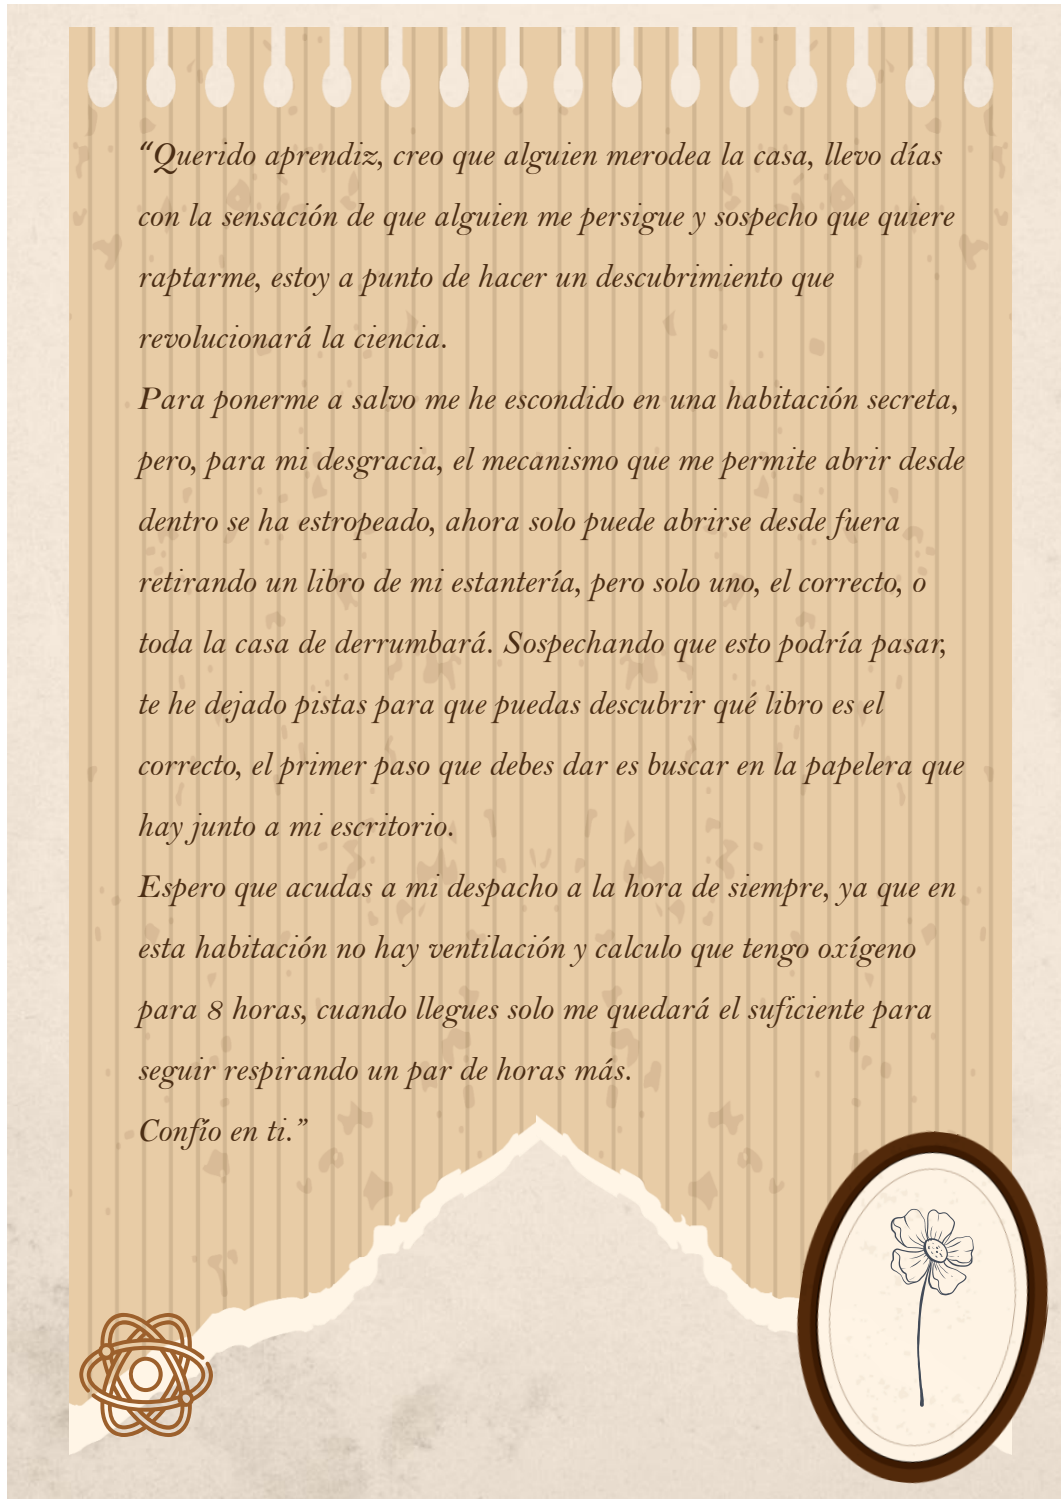 “Querido aprendiz, creo que alguien merodea la casa, llevo días
con la sensación de que alguien me persigue y sospecho que quiere
raptarme, estoy a punto de hacer un descubrimiento que
revolucionará la ciencia.
Para ponerme a salvo me he escondido en una habitación secreta,
pero, para mi desgracia, el mecanismo que me permite abrir desde
dentro se ha estropeado, ahora solo puede abrirse desde fuera
retirando un libro de mi estantería, pero solo uno, el correcto, o
toda la casa de derrumbará. Sospechando que esto podría pasar,
te he dejado pistas para que puedas descubrir qué libro es el
correcto, el primer paso que debes dar es buscar en la papelera que
hay junto a mi escritorio.
Espero que acudas a mi despacho a la hora de siempre, ya que en
esta habitación no hay ventilación y calculo que tengo oxígeno
para 8 horas, cuando llegues solo me quedará el suficiente para
seguir respirando un par de horas más.
Confío en ti.”